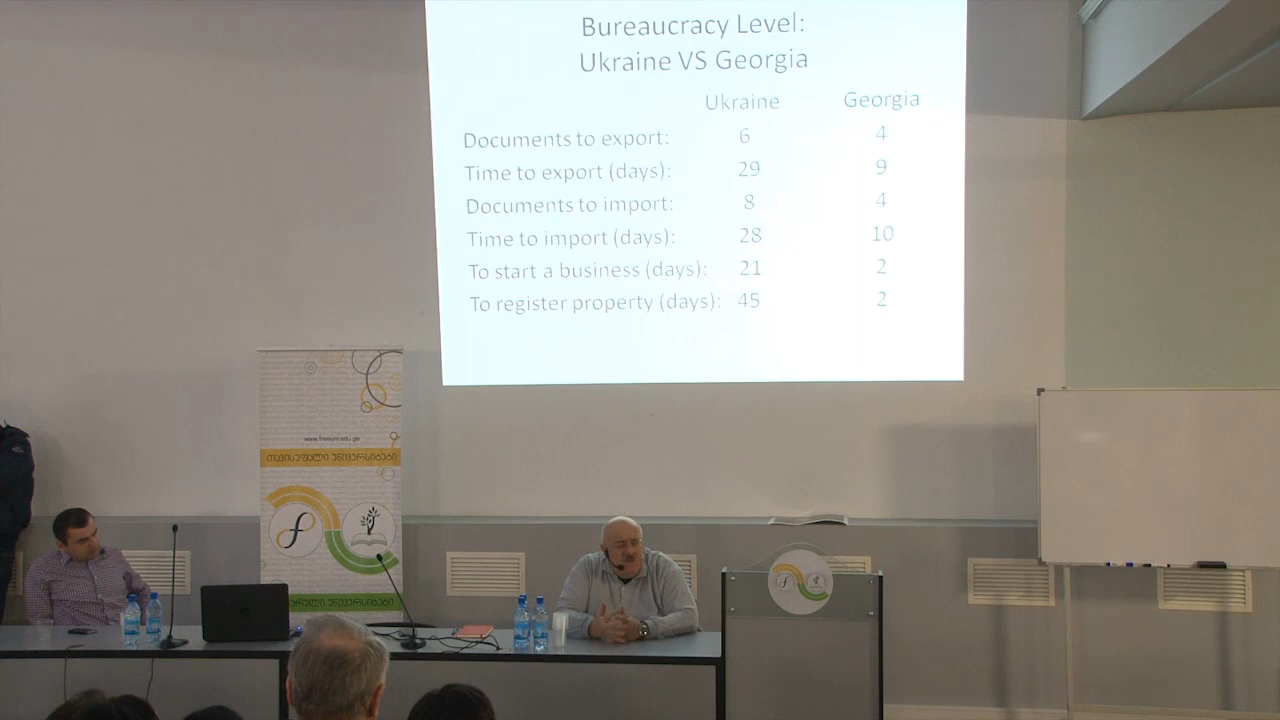 Bureaucracy Level:
Ukraine VS Georgia
Ukraine Georgia
Documents to export: 6 4
Time to export (days): 29 9
Documents to import: 8 4
Time to import (days): 28 10
To start a business (days): 21 2
To register property (days): 45 2
www.freeuni.edu.ge
თავისუფალი უნივერსიტეტი